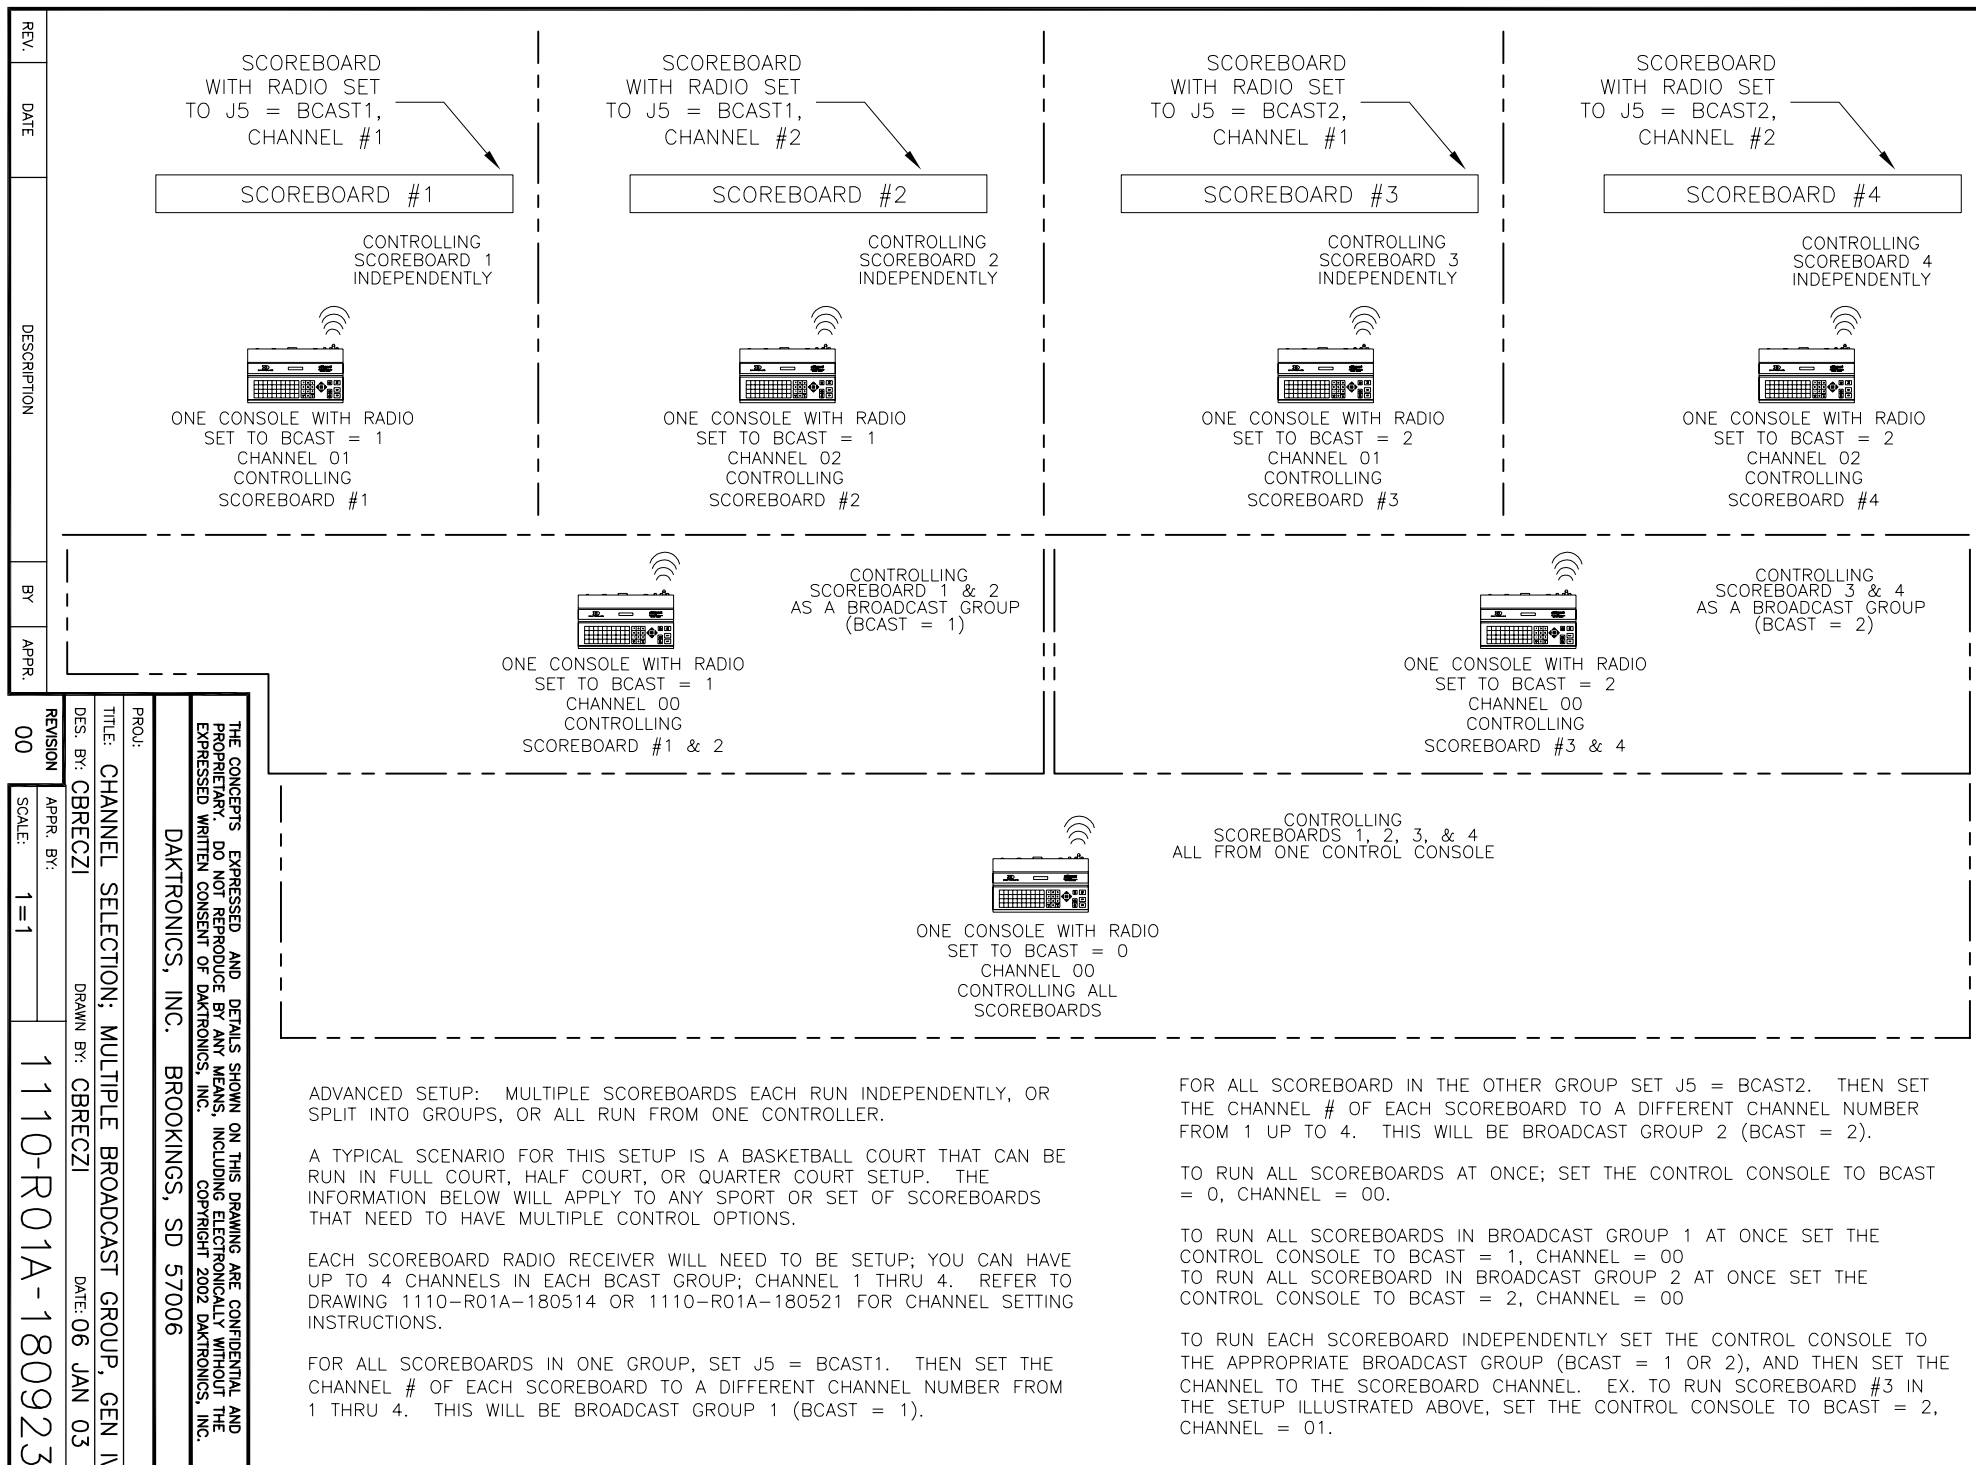 SCOREBOARD
WITH RADIO SET
TO J5 = BCAST1,
CHANNEL #1
SCOREBOARD #1
CONTROLLING
SCOREBOARD 1
INDEPENDENTLY
ONE CONSOLE WITH RADIO
SET TO BCAST = 1
CHANNEL 01
CONTROLLING
SCOREBOARD #1
SCOREBOARD
WITH RADIO SET
TO J5 = BCAST1,
CHANNEL #2
SCOREBOARD #2
CONTROLLING
SCOREBOARD 2
INDEPENDENTLY
ONE CONSOLE WITH RADIO
SET TO BCAST = 1
CHANNEL 02
CONTROLLING
SCOREBOARD #2
SCOREBOARD
WITH RADIO SET
TO J5 = BCAST2,
CHANNEL #1
SCOREBOARD #3
CONTROLLING
SCOREBOARD 3
INDEPENDENTLY
ONE CONSOLE WITH RADIO
SET TO BCAST = 2
CHANNEL 01
CONTROLLING
SCOREBOARD #3
SCOREBOARD
WITH RADIO SET
TO J5 = BCAST2,
CHANNEL #2
SCOREBOARD #4
CONTROLLING
SCOREBOARD 4
INDEPENDENTLY
ONE CONSOLE WITH RADIO
SET TO BCAST = 2
CHANNEL 02
CONTROLLING
SCOREBOARD #4
CONTROLLING
SCOREBOARD 1 & 2
AS A BROADCAST GROUP
(BCAST = 1)
ONE CONSOLE WITH RADIO
SET TO BCAST = 1
CHANNEL 00
CONTROLLING
SCOREBOARD #1 & 2
CONTROLLING
SCOREBOARD 3 & 4
AS A BROADCAST GROUP
(BCAST = 2)
ONE CONSOLE WITH RADIO
SET TO BCAST = 2
CHANNEL 00
CONTROLLING
SCOREBOARD #3 & 4
CONTROLLING
SCOREBOARDS 1, 2, 3, & 4
ALL FROM ONE CONTROL CONSOLE
ONE CONSOLE WITH RADIO
SET TO BCAST = 0
CHANNEL 00
CONTROLLING ALL
SCOREBOARDS
ADVANCED SETUP: MULTIPLE SCOREBOARDS EACH RUN INDEPENDENTLY, OR
SPLIT INTO GROUPS, OR ALL RUN FROM ONE CONTROLLER.
A TYPICAL SCENARIO FOR THIS SETUP IS A BASKETBALL COURT THAT CAN BE
RUN IN FULL COURT, HALF COURT, OR QUARTER COURT SETUP. THE
INFORMATION BELOW WILL APPLY TO ANY SPORT OR SET OF SCOREBOARDS
THAT NEED TO HAVE MULTIPLE CONTROL OPTIONS.
EACH SCOREBOARD RADIO RECEIVER WILL NEED TO BE SETUP; YOU CAN HAVE
UP TO 4 CHANNELS IN EACH BCAST GROUP; CHANNEL 1 THRU 4. REFER TO
DRAWING 1110-R01A-180514 OR 1110-R01A-180521 FOR CHANNEL SETTING
INSTRUCTIONS.
FOR ALL SCOREBOARDS IN ONE GROUP, SET J5 = BCAST1. THEN SET THE
CHANNEL # OF EACH SCOREBOARD TO A DIFFERENT CHANNEL NUMBER FROM
1 THRU 4. THIS WILL BE BROADCAST GROUP 1 (BCAST = 1).
FOR ALL SCOREBOARD IN THE OTHER GROUP SET J5 = BCAST2. THEN SET
THE CHANNEL # OF EACH SCOREBOARD TO A DIFFERENT CHANNEL NUMBER
FROM 1 UP TO 4. THIS WILL BE BROADCAST GROUP 2 (BCAST = 2).
TO RUN ALL SCOREBOARDS AT ONCE; SET THE CONTROL CONSOLE TO BCAST
= 0, CHANNEL = 00.
TO RUN ALL SCOREBOARDS IN BROADCAST GROUP 1 AT ONCE SET THE
CONTROL CONSOLE TO BCAST = 1, CHANNEL = 00
TO RUN ALL SCOREBOARD IN BROADCAST GROUP 2 AT ONCE SET THE
CONTROL CONSOLE TO BCAST = 2, CHANNEL = 00
TO RUN EACH SCOREBOARD INDEPENDENTLY SET THE CONTROL CONSOLE TO
THE APPROPRIATE BROADCAST GROUP (BCAST = 1 OR 2), AND THEN SET THE
CHANNEL TO THE SCOREBOARD CHANNEL. EX. TO RUN SCOREBOARD #3 IN
THE SETUP ILLUSTRATED ABOVE, SET THE CONTROL CONSOLE TO BCAST = 2,
CHANNEL = 01.
REV.
DATE
DESCRIPTION
BY
APPR.
THE CONCEPTS EXPRESSED AND DETAILS SHOWN ON THIS DRAWING ARE CONFIDENTIAL AND
PROPRIETARY. DO NOT REPRODUCE BY ANY MEANS, INCLUDING ELECTRONICALLY WITHOUT THE
EXPRESSED WRITTEN CONSENT OF DAKTRONICS, INC. COPYRIGHT 2002 DAKTRONICS, INC.
DAKTRONICS, INC. BROOKINGS, SD 57006
PROJ:
TITLE: CHANNEL SELECTION; MULTIPLE BROADCAST GROUP, GEN IV
DES. BY: CBRECZI DRAWN BY: CBRECZI DATE: 06 JAN 03
REVISION
00
APPR. BY:
SCALE: 1=1
1110-R01A-180923